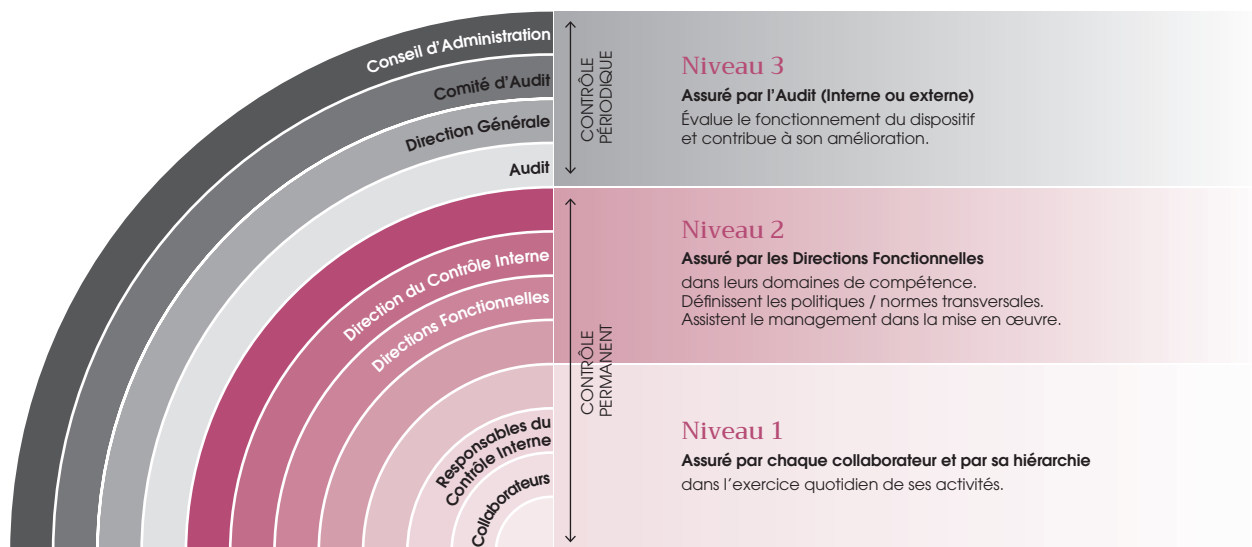 Conseil d’Administration
Comité d’Audit
Direction Générale
Audit
Direction du Contrôle Interne
Directions Fonctionnelles
Responsables du
Contrôle Interne
Collaborateurs
CONTRÔLE
PÉRIODIQUE
CONTRÔLE
PERMANENT
Niveau 3
Assuré par l’Audit (Interne ou externe)
Évalue le fonctionnement du dispositif
et contribue à son amélioration.
Niveau 2
Assuré par les Directions Fonctionnelles
dans leurs domaines de compétence.
Définissent les politiques / normes transversales.
Assistent le management dans la mise en œuvre.
Niveau 1
Assuré par chaque collaborateur et par sa hiérarchie
dans l’exercice quotidien de ses activités.